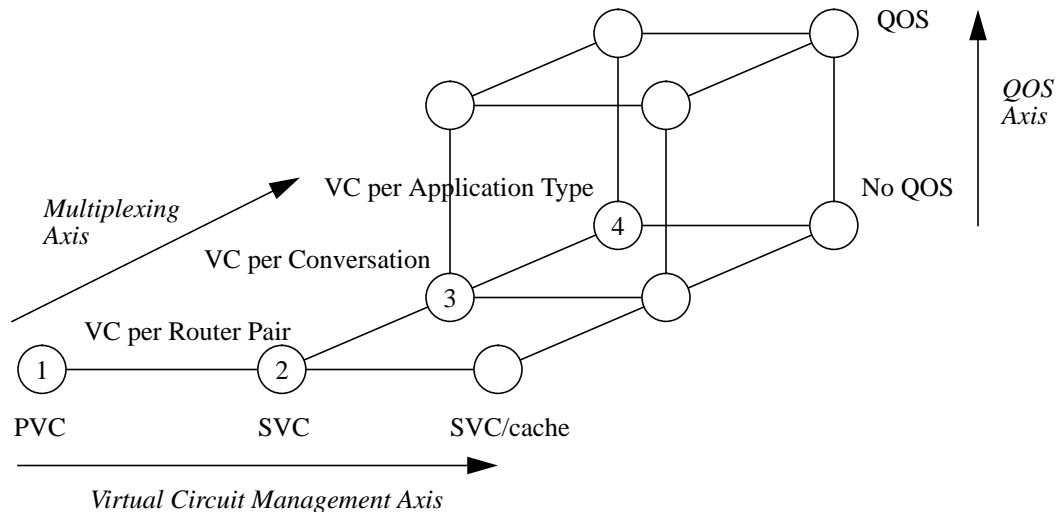 QOS
QOS
Axis
VC per Application Type
No QOS
Multiplexing
Axis
4
VC per Conversation
3
VC per Router Pair
1
2
PVC
SVC
SVC/cache
Virtual Circuit Management Axis